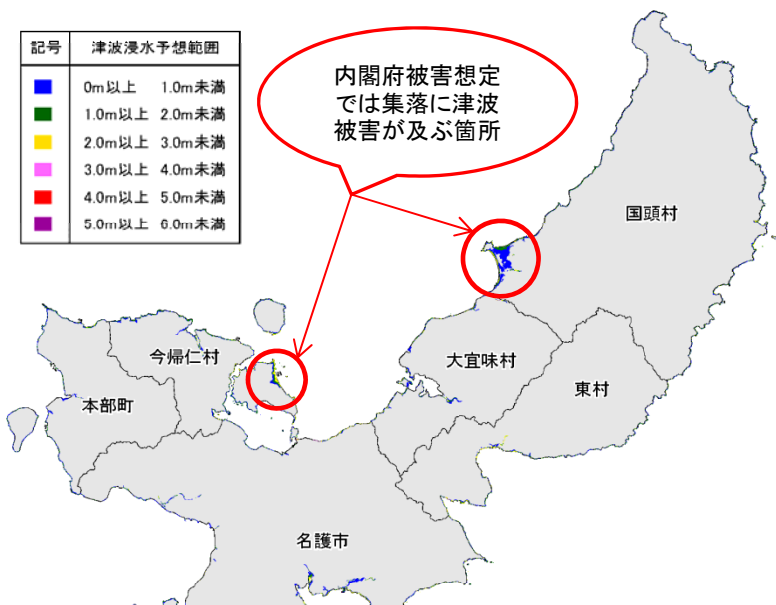 記号 津波浸水予想範囲
0m以上 1.0m未満
1.0m以上 2.0m未満
2.0m以上 3.0m未満
3.0m以上 4.0m未満
4.0m以上 5.0m未満
5.0m以上 6.0m未満
内閣府被害想定
では集落に津波
被害が及ぶ箇所
国頭村
今帰仁村
大宜味村
東村
本部町
名護市